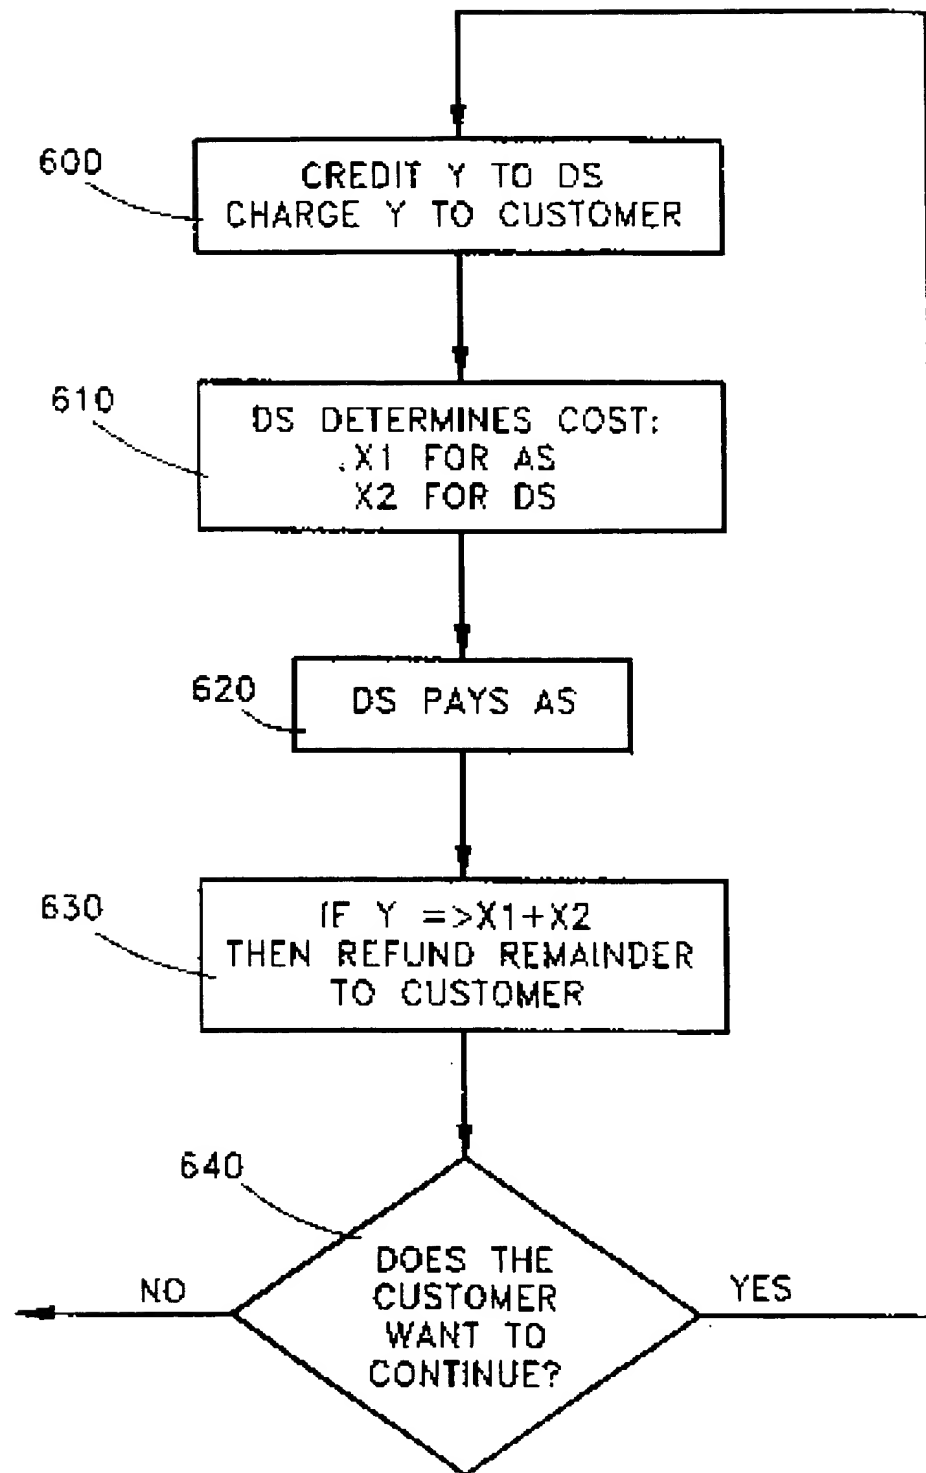 600
CREDIT Y TO DS
CHARGE Y TO CUSTOMER
610
DS DETERMINES COST:
X1 FOR AS
X2 FOR DS
620
DS PAYS AS
630
IF Y =>X1+X2
THEN REFUND REMAINDER
TO CUSTOMER
640
DOES THE
CUSTOMER
WANT TO
CONTINUE?
NO
YES